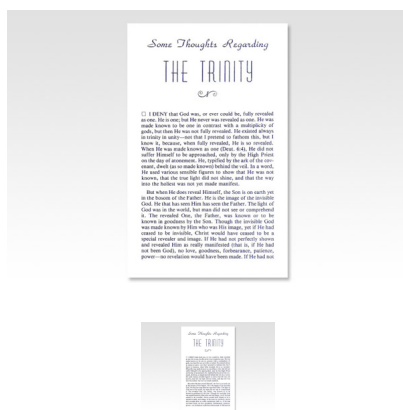 Some Thoughts Regarding
THE TRINITY
☐ I DENY that God was, or ever could be, fully revealed
as one. He is one; but He never was revealed as one. He was
made known to be one in contrast with a multiplicity of
gods, but then He was not fully revealed. He existed always
in trinity in unity—not that I pretend to fathom this, but I
know it, because, when fully revealed, He is so revealed.
When He was made known as one (Deut. 6:4), He did not
suffer Himself to be approached, only by the High Priest
on the day of atonement. He, typified by the ark of the cov-
enant, dwelt (as so made known) behind the veil. In a word,
He used various sensible figures to show that He was not
known, that the true light did not shine, and that the way
into the holiest was not yet made manifest.
But when He does reveal Himself, the Son is on earth yet
in the bosom of the Father. He is the image of the invisible
God. He that has seen Him has seen the Father. The light of
God was in the world, but man did not see or comprehend
it. The revealed One, the Father, was known or to be
known in goodness by the Son. Though the invisible God
was made known by Him who was His image, yet if He had
ceased to be invisible, Christ would have ceased to be a
special revealer and image. If He had not perfectly shown
and revealed Him as really manifested (that is, if He had
not been God), no love, goodness, forbearance, patience,
power—no revelation would have been made. If He had not
Some Thoughts Regarding
THE TRINITY